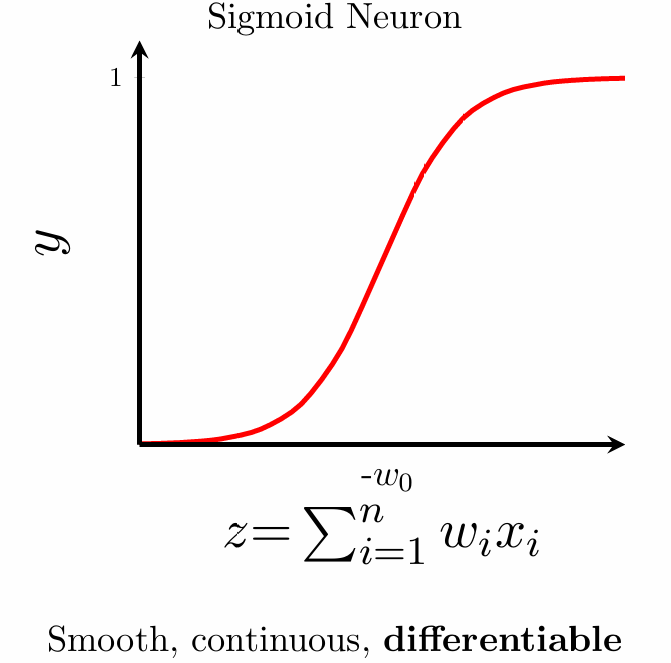 Sigmoid Neuron
1
y
-w₀
z=∑ⁿᵢ₌₁ wᵢxᵢ
Smooth, continuous, differentiable